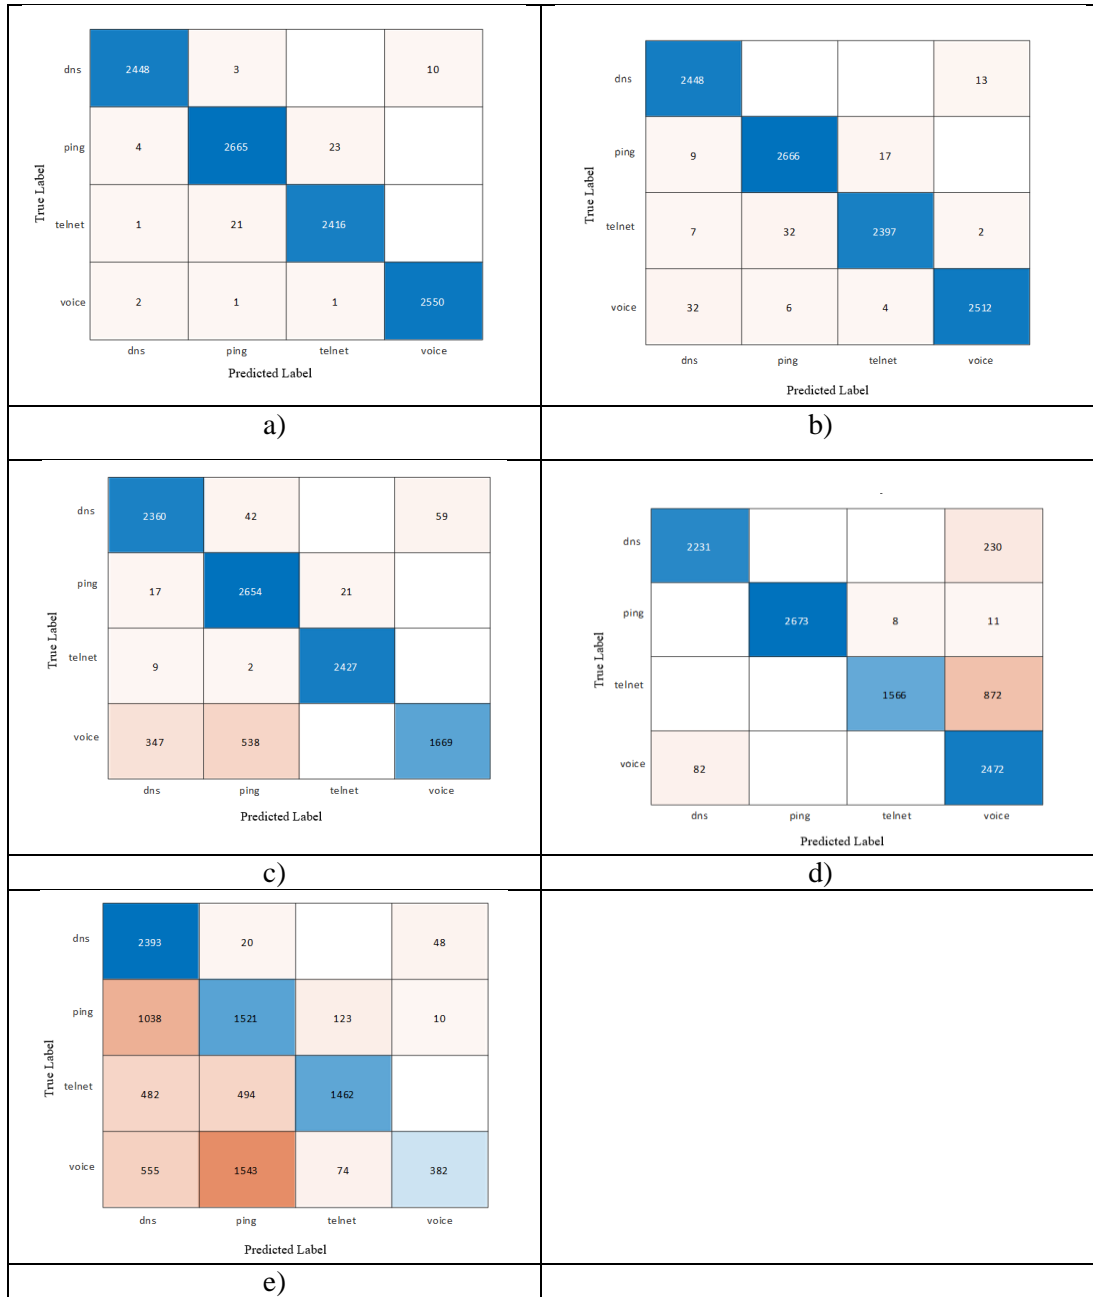 dns 2448 3 10
ping 4 2665 23
telnet 1 21 2416
voice 2 1 1 2550
dns ping telnet voice
True Label
Predicted Label
a)
dns 2448 13
ping 9 2666 17
telnet 7 32 2397 2
voice 32 6 4 2512
dns ping telnet voice
True Label
Predicted Label
b)
dns 2360 42 59
ping 17 2654 21
telnet 9 2 2427
voice 347 538 1669
dns ping telnet voice
True Label
Predicted Label
c)
dns 2231 230
ping 2673 8 11
telnet 1566 872
voice 82 2472
dns ping telnet voice
True Label
Predicted Label
d)
dns 2393 20 48
ping 1038 1521 123 10
telnet 482 494 1462
voice 555 1543 74 382
dns ping telnet voice
True Label
Predicted Label
e)